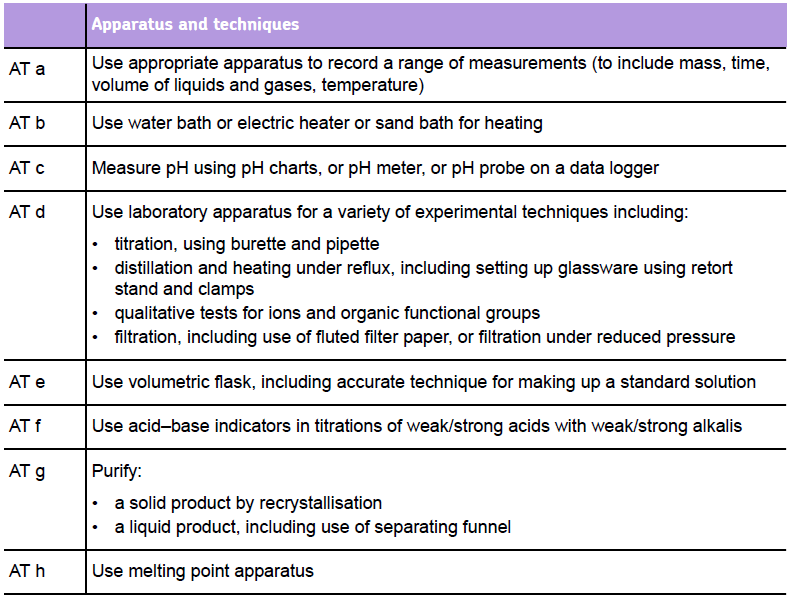 Apparatus and techniques
AT a
Use appropriate apparatus to record a range of measurements (to include mass, time,
volume of liquids and gases, temperature)
AT b
Use water bath or electric heater or sand bath for heating
AT c
Measure pH using pH charts, or pH meter, or pH probe on a data logger
AT d
Use laboratory apparatus for a variety of experimental techniques including:
• titration, using burette and pipette
• distillation and heating under reflux, including setting up glassware using retort
stand and clamps
• qualitative tests for ions and organic functional groups
• filtration, including use of fluted filter paper, or filtration under reduced pressure
AT e
Use volumetric flask, including accurate technique for making up a standard solution
AT f
Use acid–base indicators in titrations of weak/strong acids with weak/strong alkalis
AT g
Purify:
• a solid product by recrystallisation
• a liquid product, including use of separating funnel
AT h
Use melting point apparatus